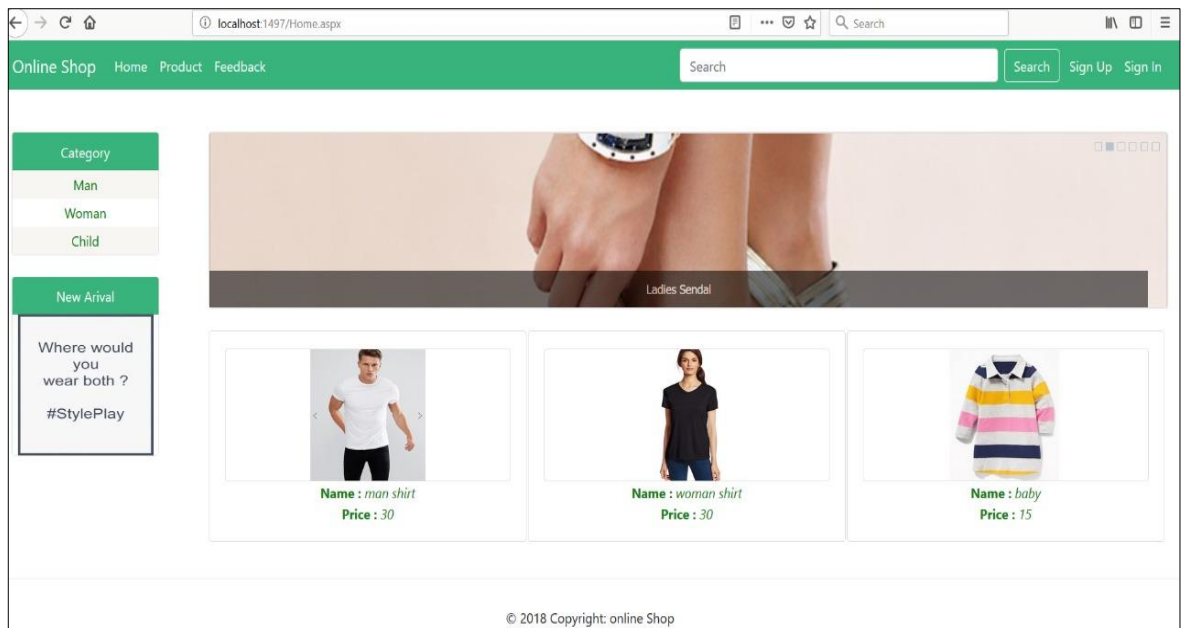 localhost:1497/Home.aspx
Search
Online Shop Home Product Feedback
Search
Search
Sign Up Sign In
Category
Man
Woman
Child
Ladies Sendal
New Arival
Where would
you
wear both ?
#StylePlay
Name : man shirt
Price : 30
Name : woman shirt
Price : 30
Name : baby
Price : 15
© 2018 Copyright: online Shop